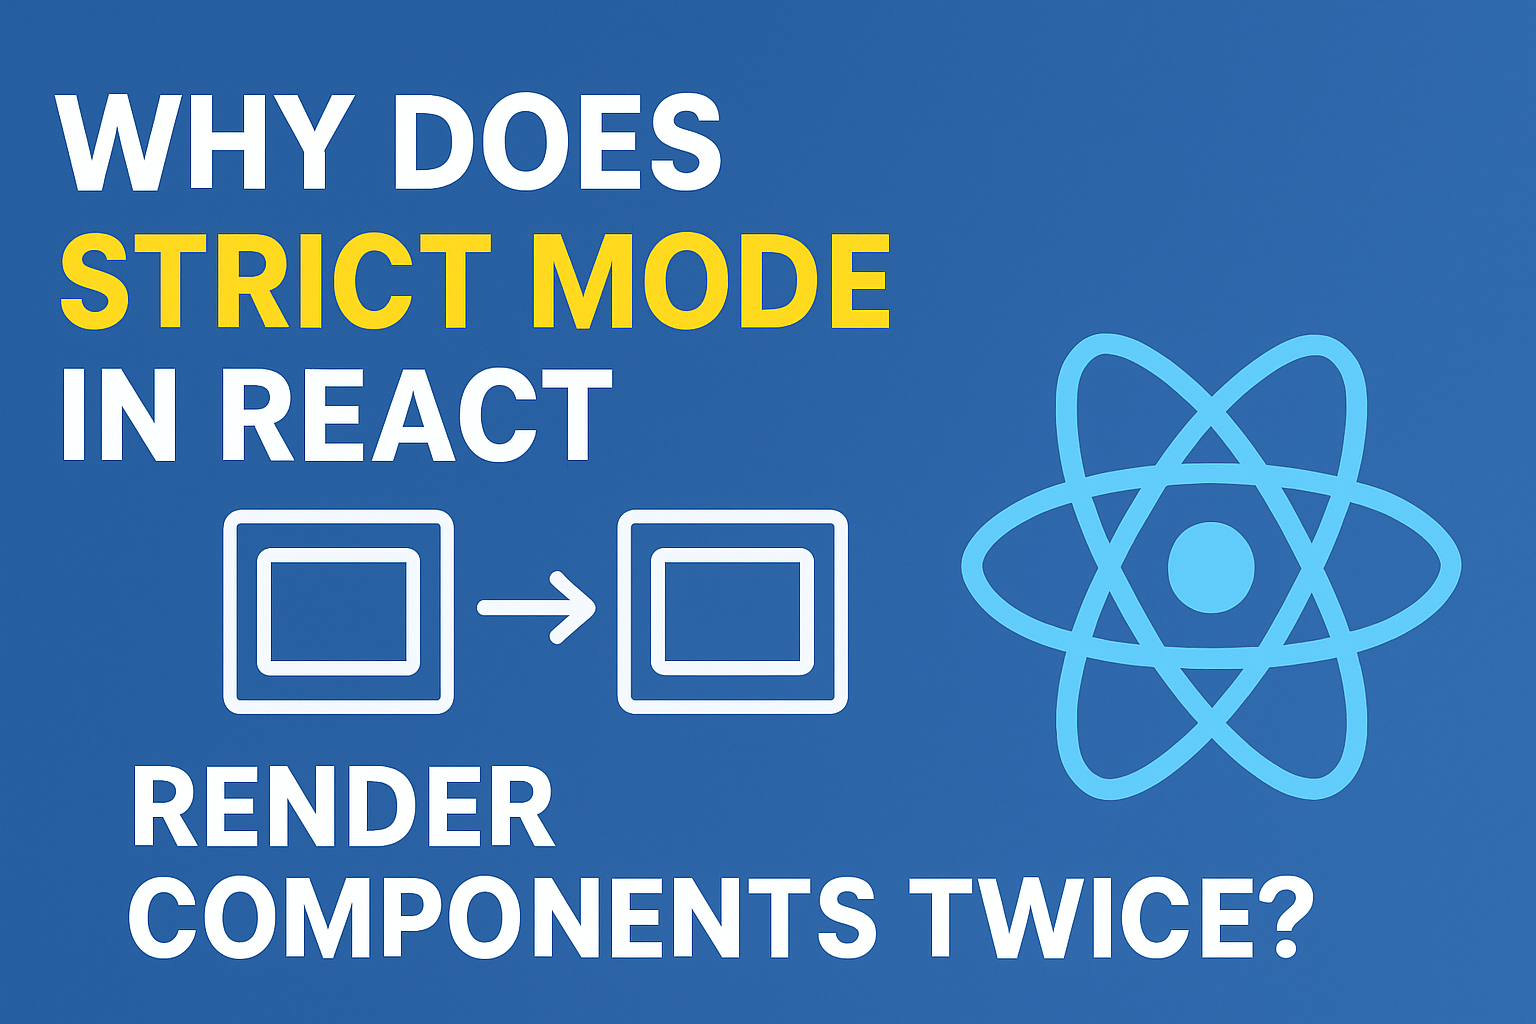 WHY DOES
STRICT MODE
IN REACT
RENDER
COMPONENTS TWICE?